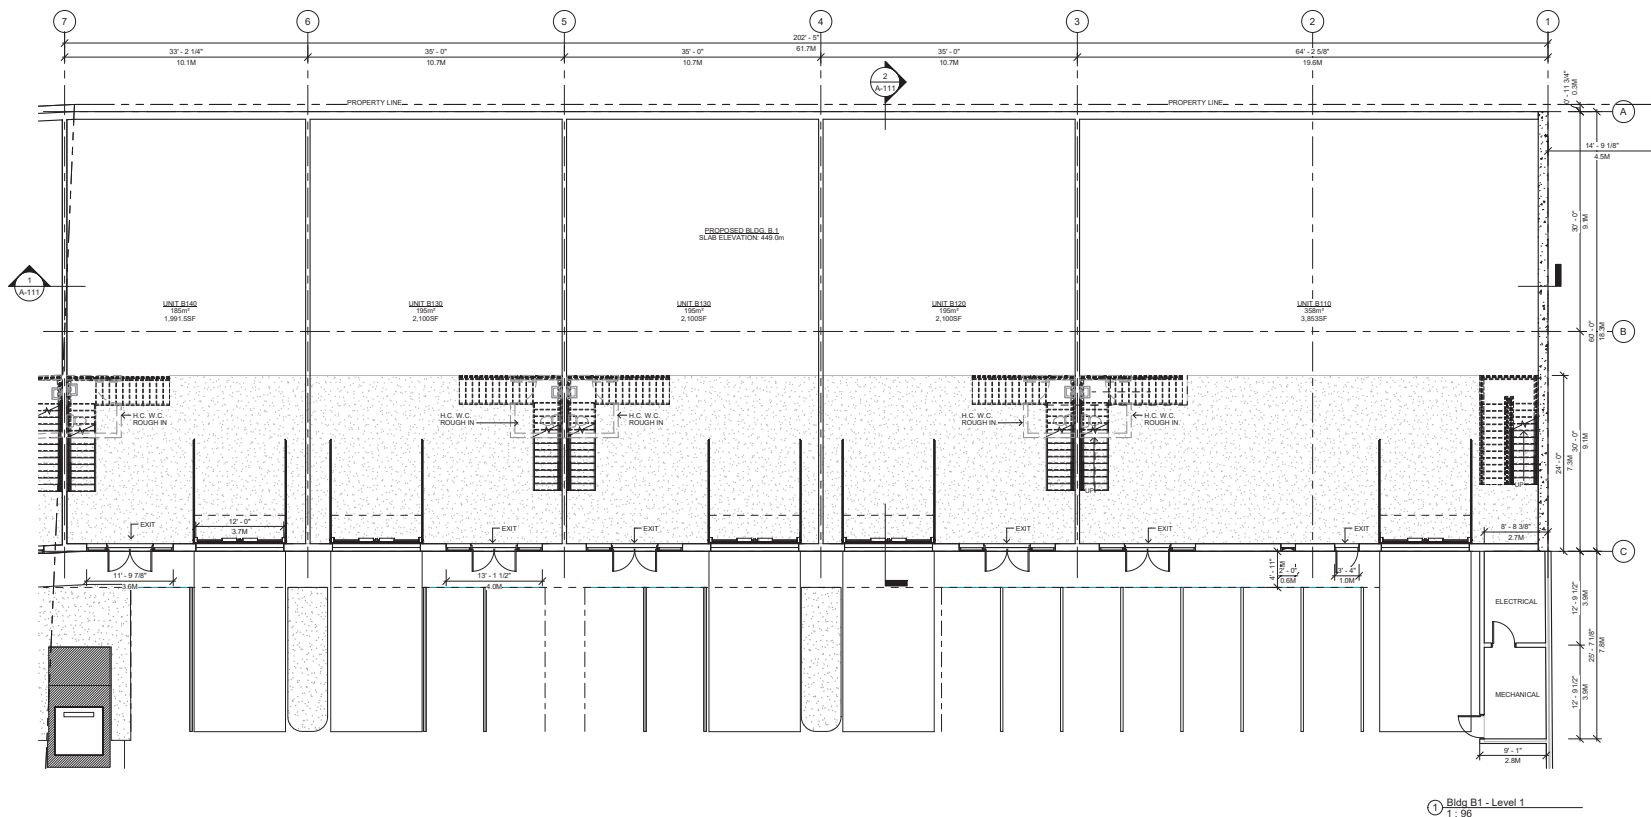 7 6 5 4 3 2 1
202' - 5"
61.7M
33' - 2 1/4"
10.1M
35' - 0"
10.7M
35' - 0"
10.7M
35' - 0"
10.7M
64' - 2 5/8"
19.6M
2
A-111
PROPERTY LINE
PROPERTY LINE
0' - 11 3/4"
0.3M
A
14' - 9 1/8"
4.5M
30' - 0"
9.1M
PROPOSED BLDG. B.1
SLAB ELEVATION: 449.0m
1
A-111
UNIT B140
185m²
1,991.5SF
UNIT B130
195m²
2,100SF
UNIT B130
195m²
2,100SF
UNIT B120
195m²
2,100SF
UNIT B110
358m²
3,853SF
B
60' - 0"
18.3M
H.C. W.C.
ROUGH IN
H.C. W.C.
ROUGH IN
H.C. W.C.
ROUGH IN
H.C. W.C.
ROUGH IN
H.C. W.C.
ROUGH IN
24' - 0"
7.3M
30' - 0"
9.1M
UP
UP
EXIT
12' - 0"
3.7M
EXIT
EXIT
EXIT
EXIT
EXIT
8' - 8 3/8"
2.7M
C
11' - 9 7/8"
3.6M
13' - 1 1/2"
4.0M
4' - 11"
2' - 0"
0.6M
3' - 4"
1.0M
ELECTRICAL
12' - 9 1/2"
3.9M
25' - 7 1/8"
7.8M
MECHANICAL
12' - 9 1/2"
3.9M
9' - 1"
2.8M
1 Bldg B1 - Level 1
1 : 96